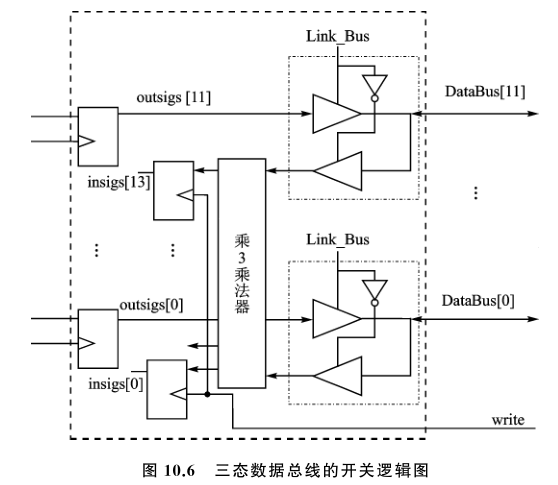 Link_Bus
outsigs [11]
DataBus[11]
insigs[13]
⋮
⋮
⋮
乘3乘法器
Link_Bus
outsigs[0]
DataBus[0]
insigs[0]
write
图 10.6 三态数据总线的开关逻辑图